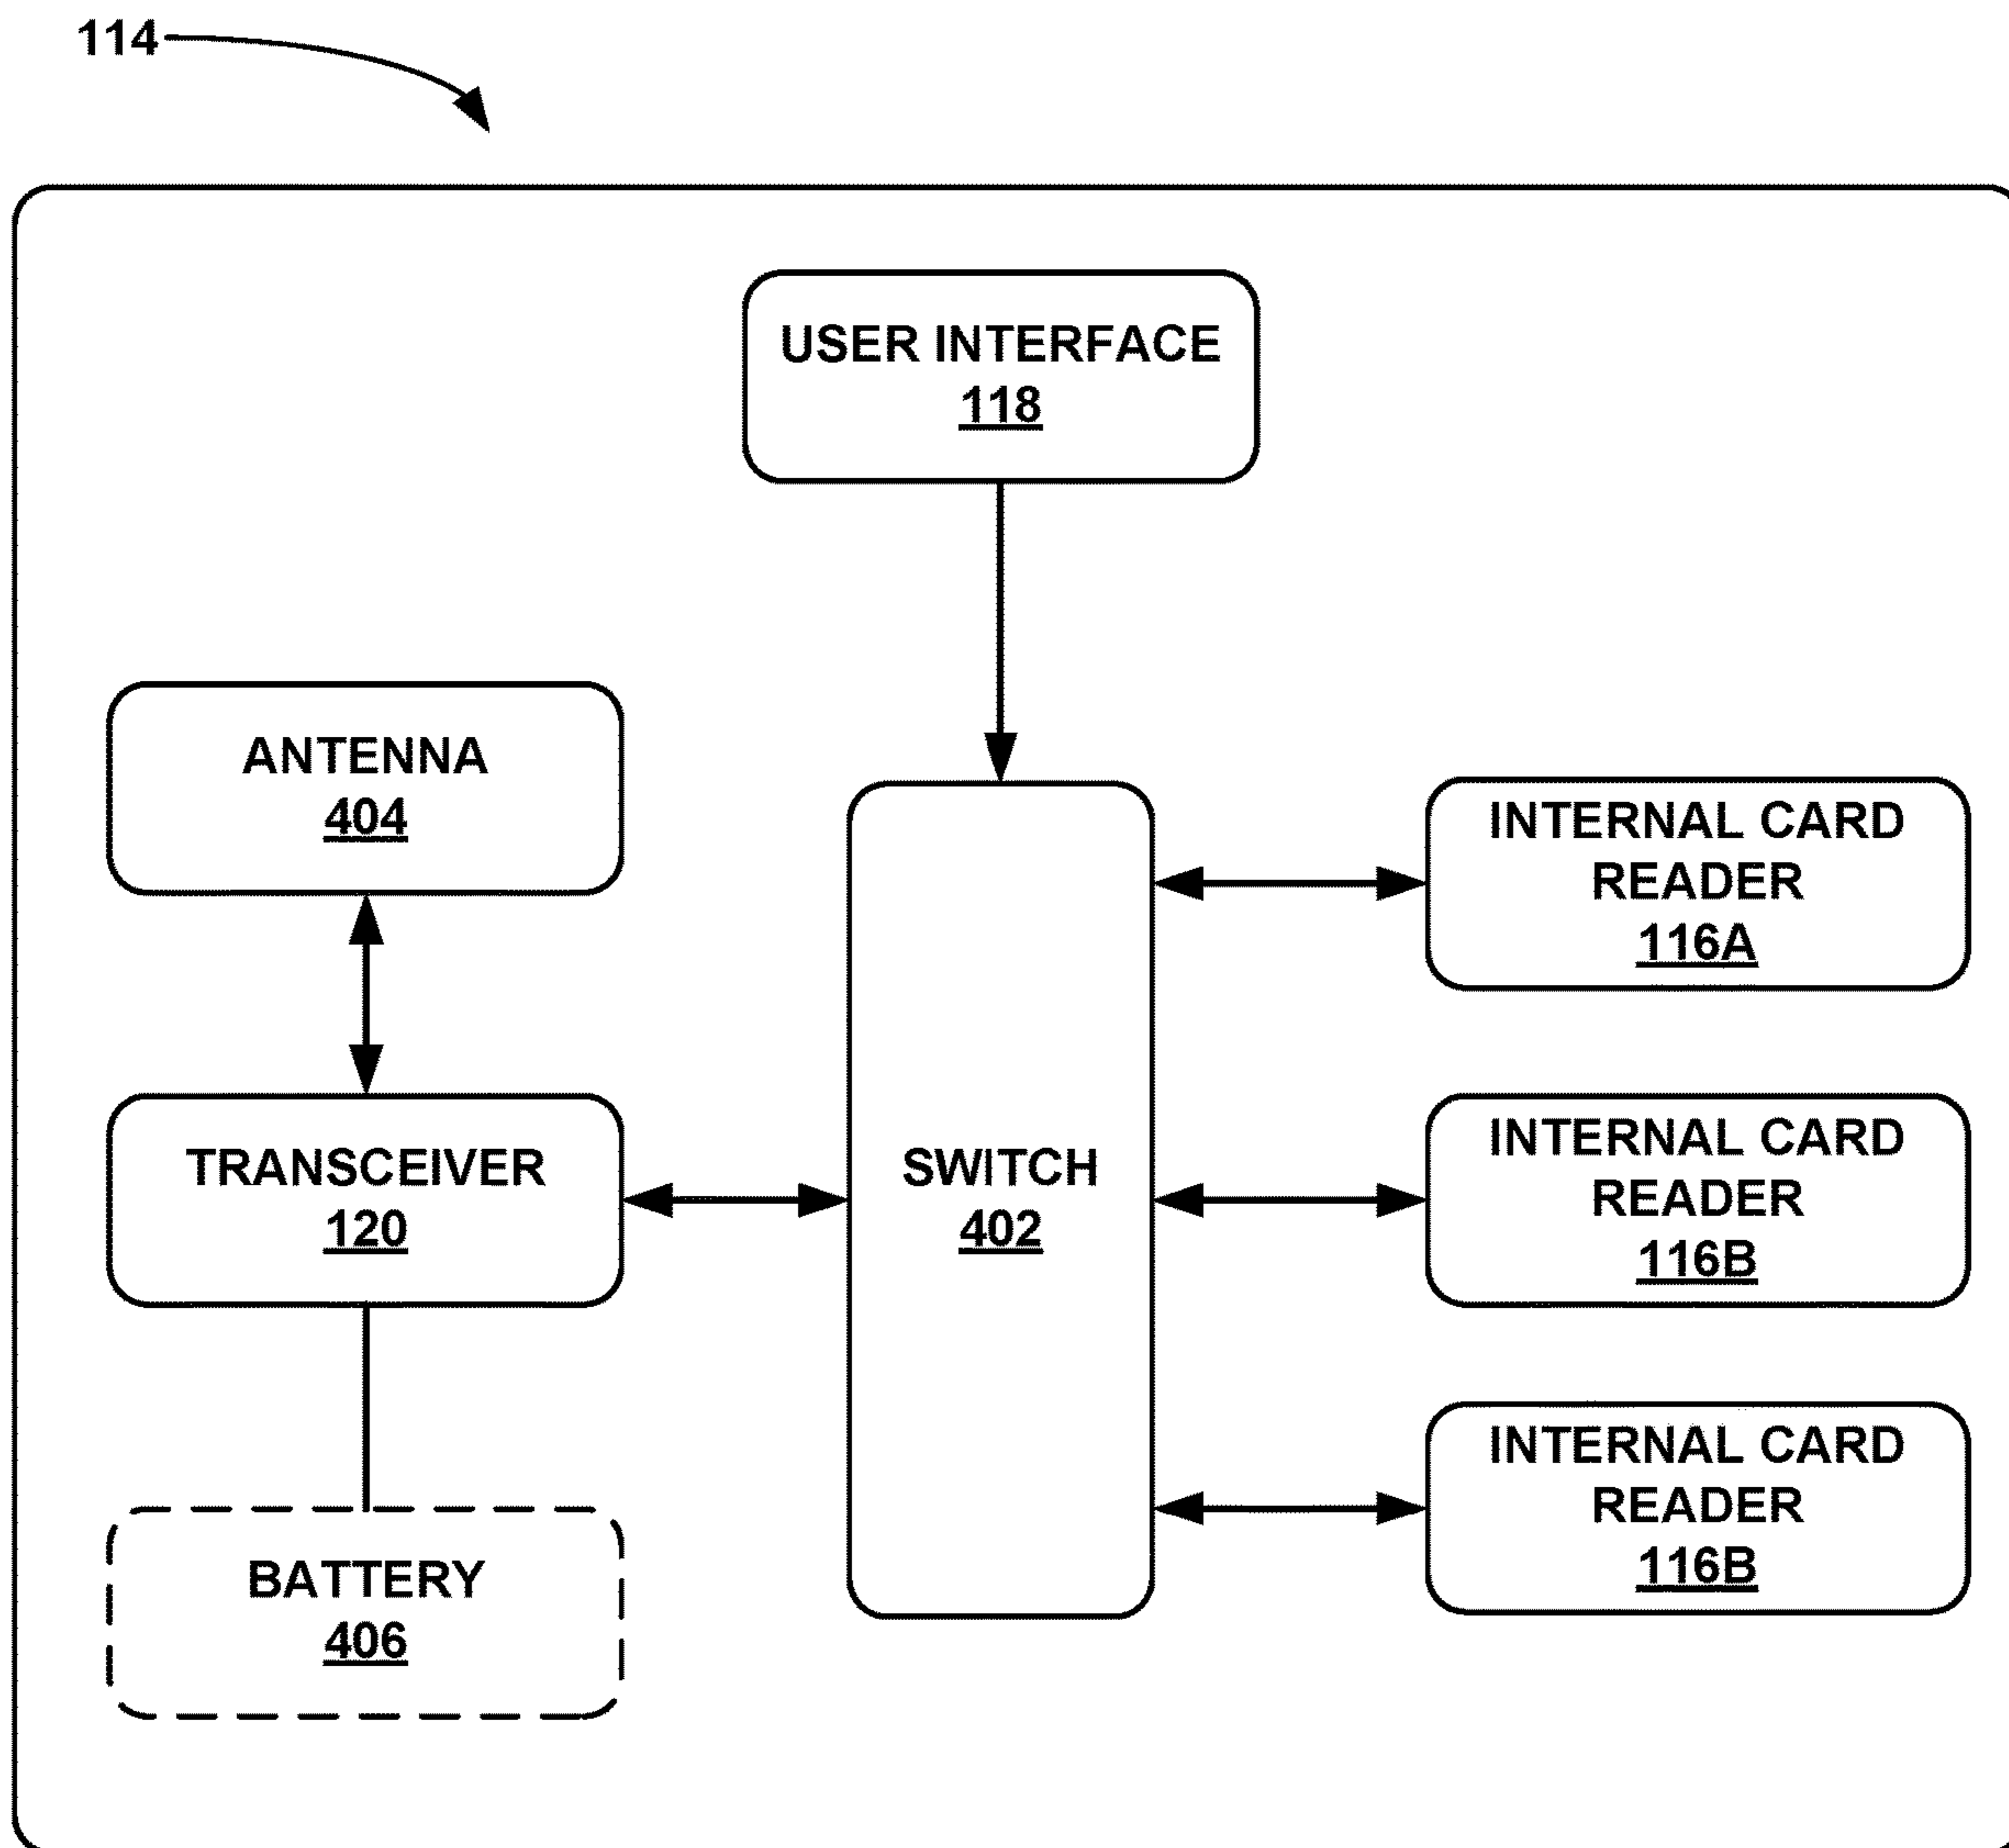 114
USER INTERFACE
118
ANTENNA
404
TRANSCEIVER
120
BATTERY
406
SWITCH
402
INTERNAL CARD
READER
116A
INTERNAL CARD
READER
116B
INTERNAL CARD
READER
116B